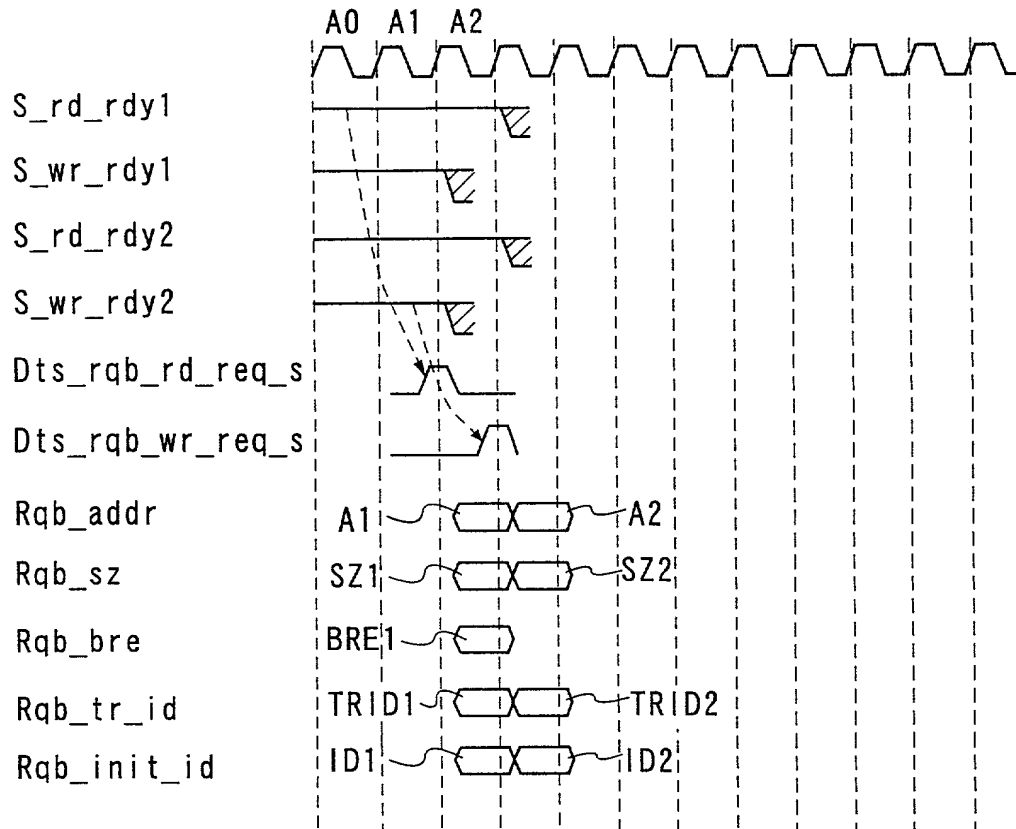 A0 A1 A2
S_rd_rdy1
S_wr_rdy1
S_rd_rdy2
S_wr_rdy2
Dts_rqb_rd_req_s
Dts_rqb_wr_req_s
Rqb_addr A1 A2
Rqb_sz SZ1 SZ2
Rqb_bre BRE1
Rqb_tr_id TRID1 TRID2
Rqb_init_id ID1 ID2